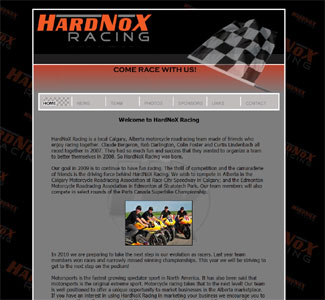 HARDNOX
RACING
COME RACE WITH US!
HOME NEWS TEAM PHOTOS SPONSORS LINKS CONTACT
Welcome to HardNoX Racing
HardNoX Racing is a local Calgary, Alberta motorcycle roadracing team made of friends who
enjoy racing together. Claude Bergeron, Rob Garlington, Colin Foster and Curtis Lindenbach all
raced together in 2007. They had so much fun and success that they wanted to organize a team
to better themselves in 2008. So HardNoX Racing was born.
Our goal in 2009 is to continue to have fun racing. The thrill of competition and the camaraderie
of friends is the driving force behind HardNoX Racing. We wish to compete in Alberta in the
Calgary Motorcycle Roadracing Association at Race City Speedway in Calgary; and the Edmonton
Motorcycle Roadracing Association in Edmonton at Stratotech Park. Our team members will also
compete in select rounds of the Parts Canada Superbike Championship.
In 2010 we are preparing to take the next step in our evolution as racers. Last year team
members won races and narrowly missed winning championships. This year we will be striving to
get to the next step on the podium!
Motorsports is the fastest growing spectator sport in North America. It has also been said that
motorsports is the original extreme sport. Motorcycle racing takes that to the next level! Our team
is well positioned to offer a unique opportunity to market businesses in the Alberta marketplace.
If you have an interest in using HardNoX Racing in marketing your business we encourage you to